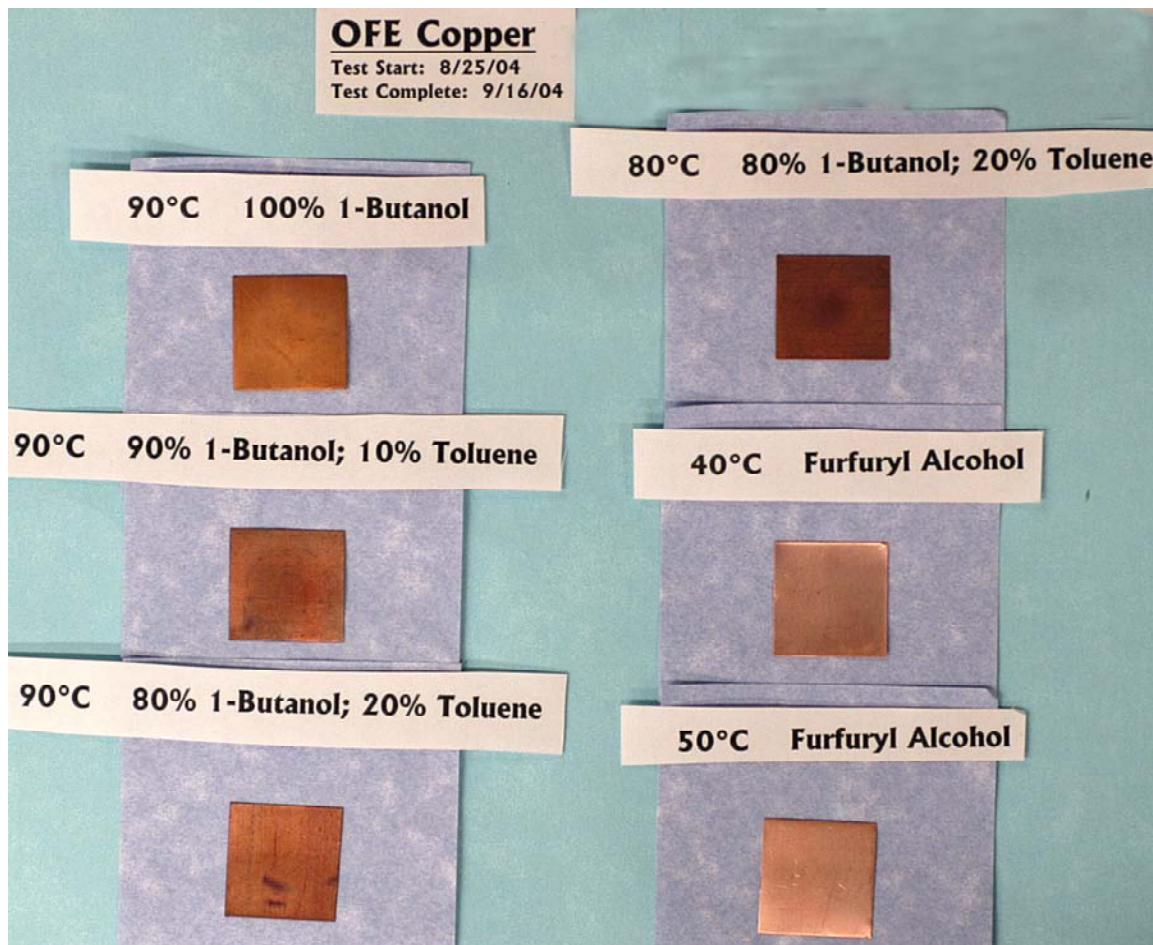 OFE Copper
Test Start: 8/25/04
Test Complete: 9/16/04
90°C 100% 1-Butanol
90°C 90% 1-Butanol; 10% Toluene
90°C 80% 1-Butanol; 20% Toluene
80°C 80% 1-Butanol; 20% Toluene
40°C Furfuryl Alcohol
50°C Furfuryl Alcohol